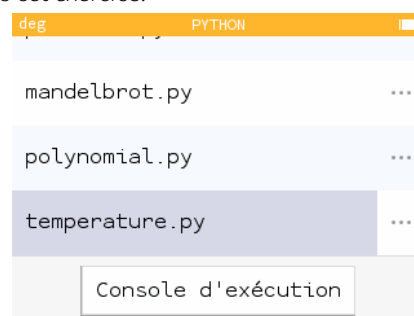 deg PYTHON
mandelbrot.py ...
polynomial.py ...
temperature.py ...
Console d'exécution